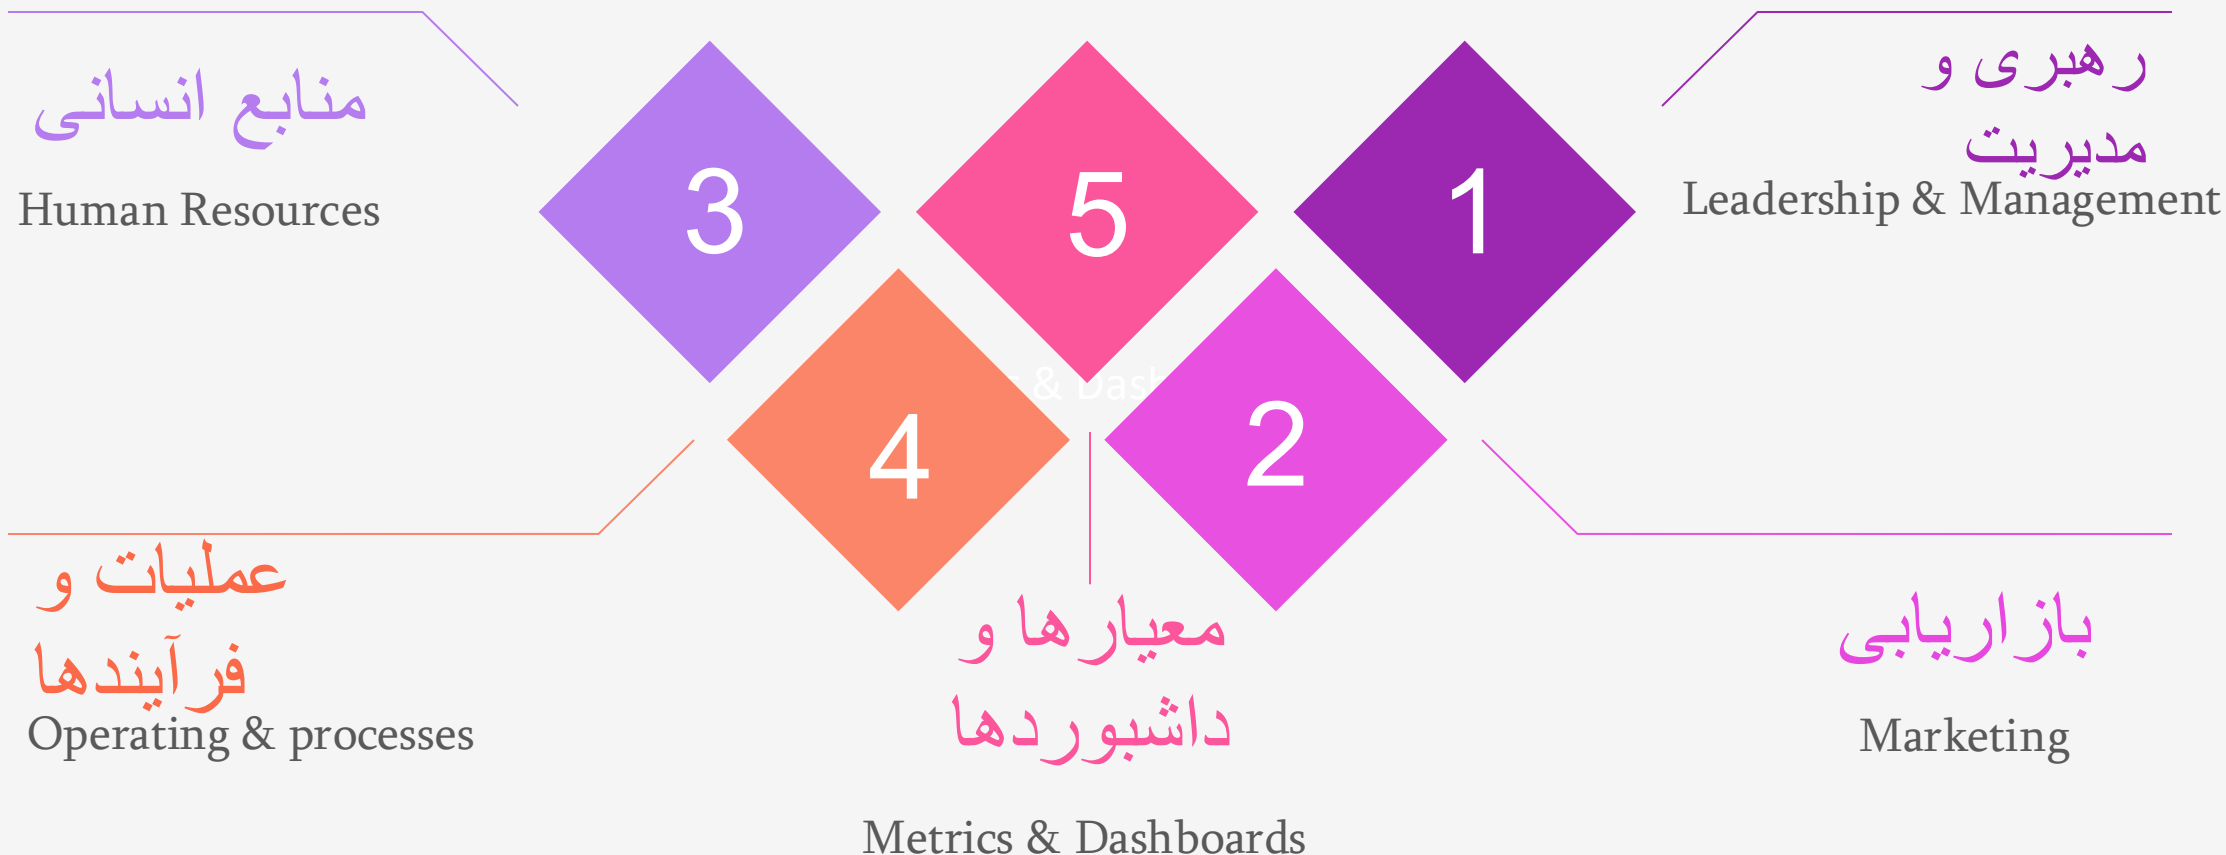 رهبری و
مدیریت
Leadership & Management
1
بازاریابی
Marketing
2
منابع انسانی
Human Resources
3
عملیات و
فرآیندها
Operating & processes
4
5
& Dash
معیارها و
داشبوردها
Metrics & Dashboards